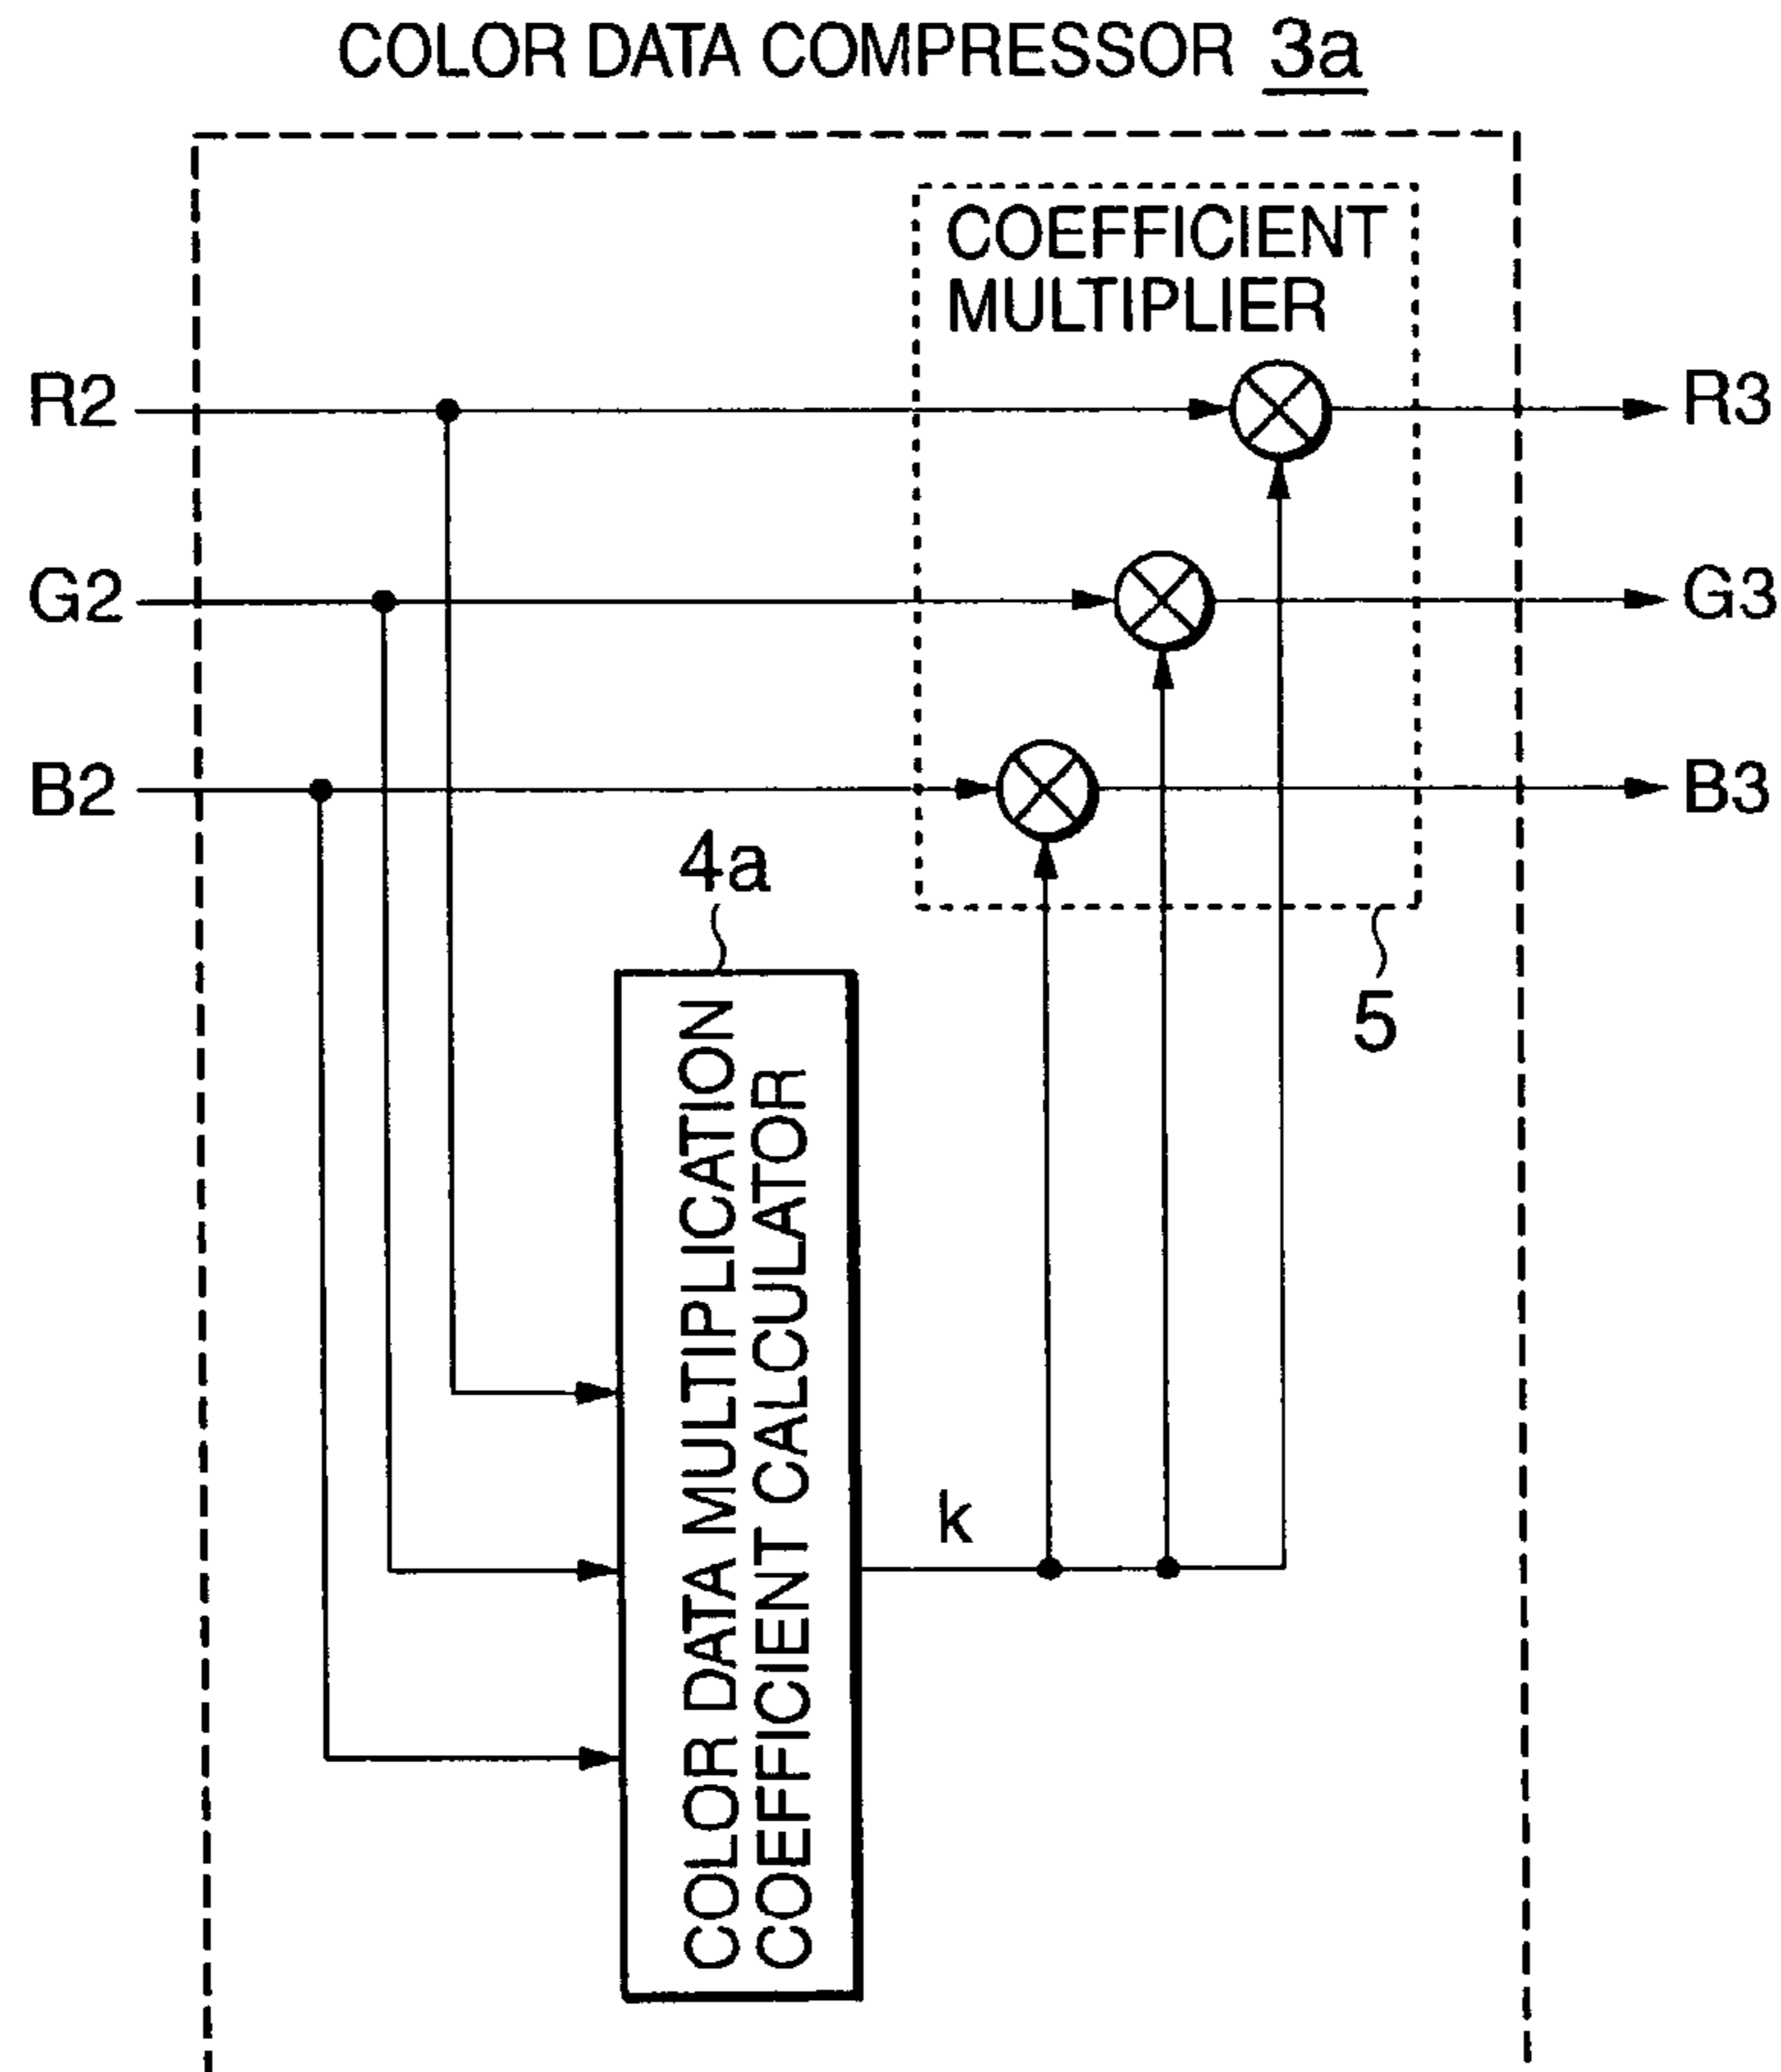 COLOR DATA COMPRESSOR 3a
COEFFICIENT
MULTIPLIER
R2
R3
G2
G3
B2
B3
4a
5
COLOR DATA MULTIPLICATION
COEFFICIENT CALCULATOR
k